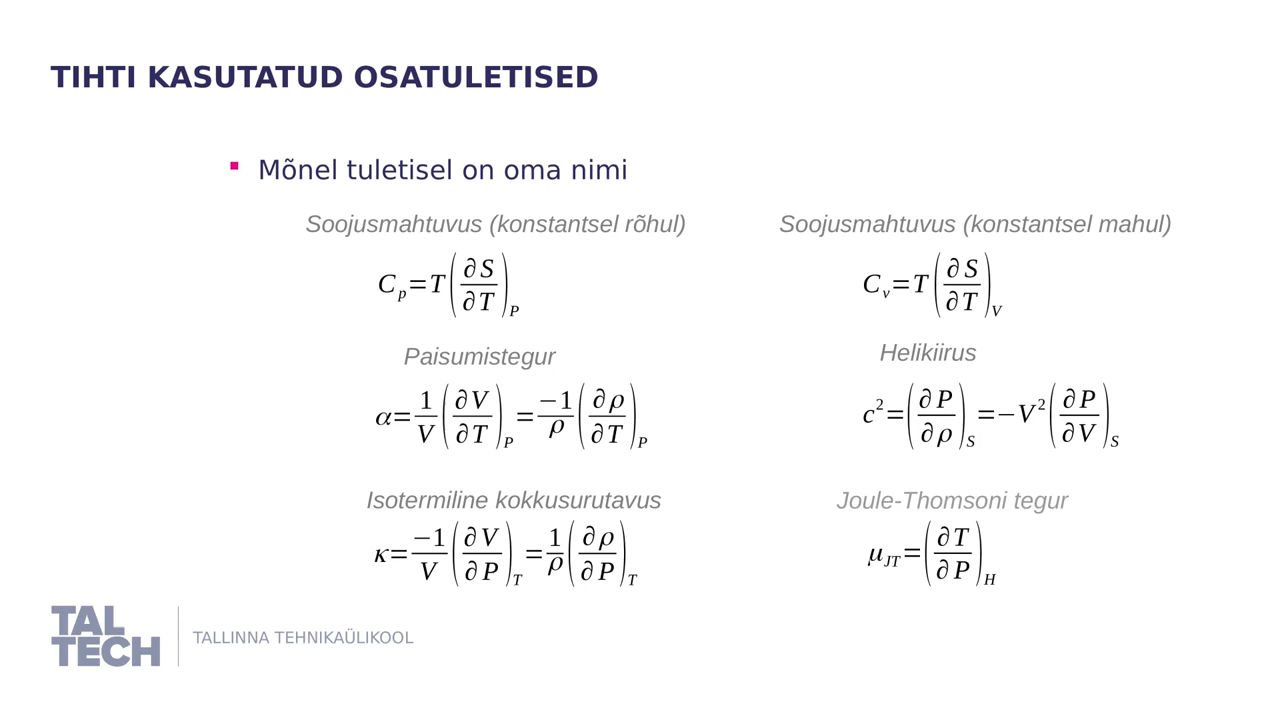 TIHTI KASUTATUD OSATULETISED
Mõnel tuletisel on oma nimi
Soojusmahtuvus (konstantsel rõhul)
C_p=T(∂S/∂T)_P
Soojusmahtuvus (konstantsel mahul)
C_v=T(∂S/∂T)_V
Paisumistegur
α=1/V(∂V/∂T)_P=−1/ρ(∂ρ/∂T)_P
Helikiirus
c²=(∂P/∂ρ)_S=−V²(∂P/∂V)_S
Isotermiline kokkusurutavus
κ=−1/V(∂V/∂P)_T=1/ρ(∂ρ/∂P)_T
Joule-Thomsoni tegur
μ_JT=(∂T/∂P)_H
TAL
TECH
TALLINNA TEHNIKAÜLIKOOL